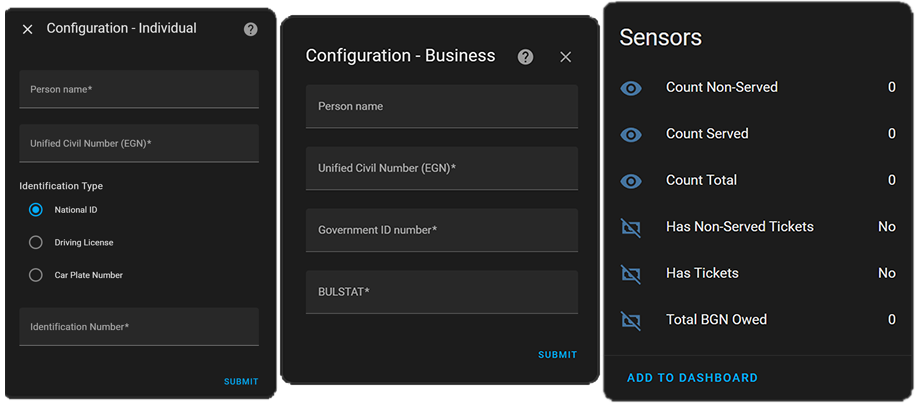 Configuration - Individual
Person name*
Unified Civil Number (EGN)*
Identification Type
National ID
Driving License
Car Plate Number
Identification Number*
SUBMIT
Configuration - Business
Person name
Unified Civil Number (EGN)*
Government ID number*
BULSTAT*
SUBMIT
Sensors
Count Non-Served 0
Count Served 0
Count Total 0
Has Non-Served Tickets No
Has Tickets No
Total BGN Owed 0
ADD TO DASHBOARD